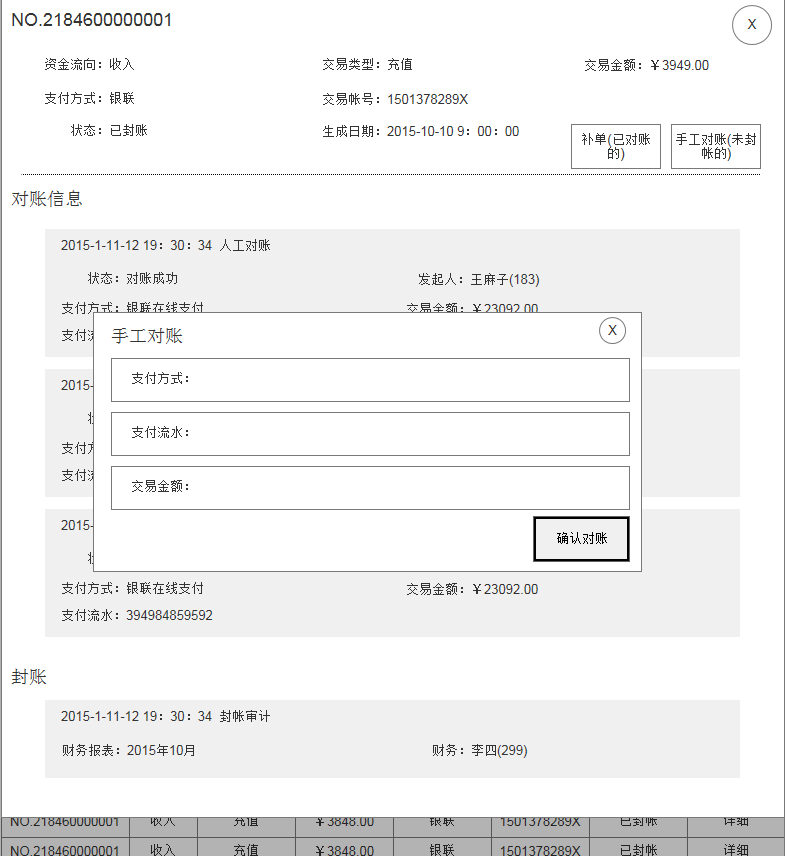 NO.2184600000001
X
资金流向：收入 交易类型：充值 交易金额：￥3949.00
支付方式：银联 交易帐号：1501378289X
状态：已封账 生成日期：2015-10-10 9：00：00
补单(已对账的)
手工对账(未封帐的)
对账信息
2015-1-11-12 19：30：34 人工对账
状态：对账成功 发起人：王麻子(183)
支付方式：银联在线支付 交易金额：￥23092.00
支付
手工对账 X
2015-
支付方式：
支付
支付流水：
支付
交易金额：
2015-
确认对账
支付方式：银联在线支付 交易金额：￥23092.00
支付流水：394984859592
封账
2015-1-11-12 19：30：34 封帐审计
财务报表：2015年10月 财务：李四(299)
NO.218460000001 收入 充值 ￥3848.00 银联 1501378289X 已封帐 详细
NO.218460000001 收入 充值 ￥3848.00 银联 1501378289X 已封帐 详细